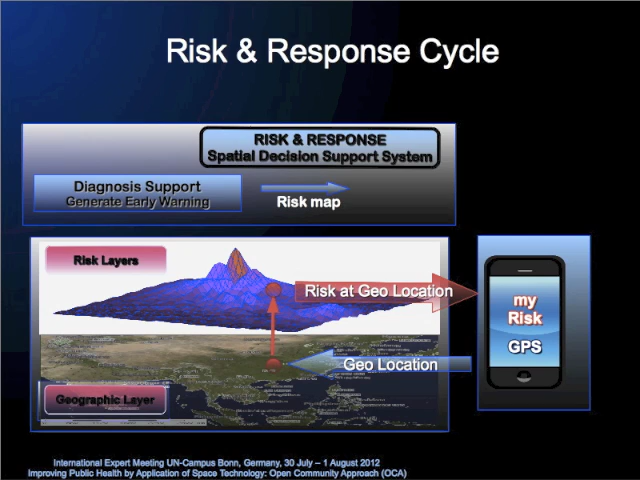 Risk & Response Cycle
RISK & RESPONSE
Spatial Decision Support System
Diagnosis Support
Generate Early Warning
Risk map
Risk Layers
Risk at Geo Location
my
Risk
GPS
Geo Location
Geographic Layer
International Expert Meeting UN-Campus Bonn, Germany, 30 July – 1 August 2012
Improving Public Health by Application of Space Technology: Open Community Approach (OCA)